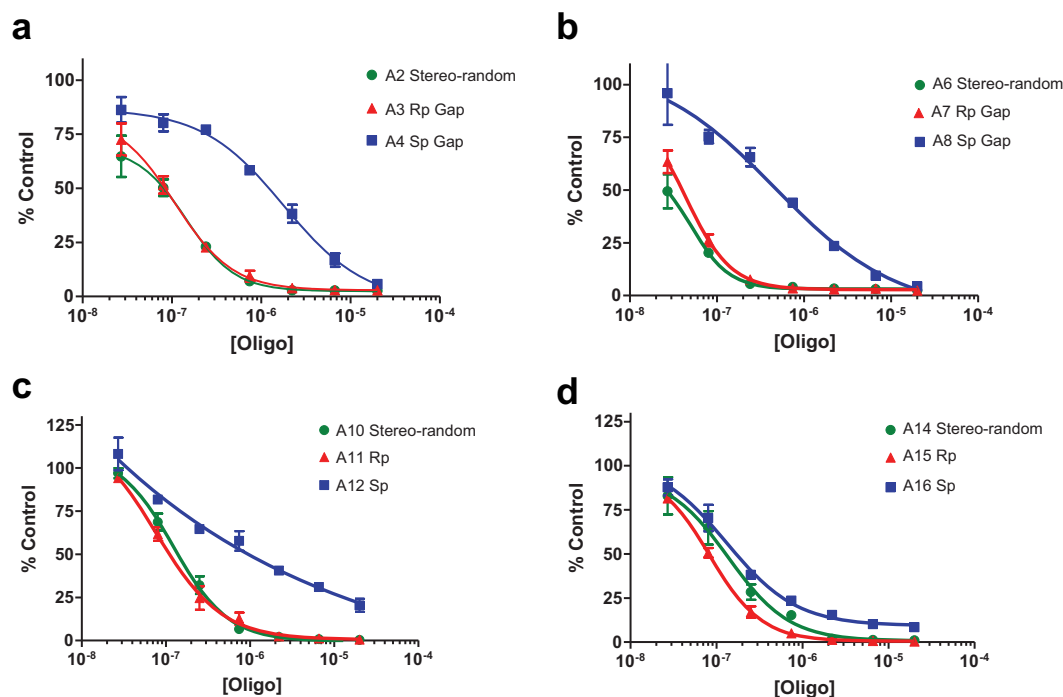 a
100
75
50
25
0
% Control
A2 Stereo-random
A3 Rp Gap
A4 Sp Gap
10-8 10-7 10-6 10-5 10-4
[Oligo]
b
100
75
50
25
0
% Control
A6 Stereo-random
A7 Rp Gap
A8 Sp Gap
10-8 10-7 10-6 10-5 10-4
[Oligo]
c
125
100
75
50
25
0
% Control
A10 Stereo-random
A11 Rp
A12 Sp
10-8 10-7 10-6 10-5 10-4
[Oligo]
d
125
100
75
50
25
0
% Control
A14 Stereo-random
A15 Rp
A16 Sp
10-8 10-7 10-6 10-5 10-4
[Oligo]